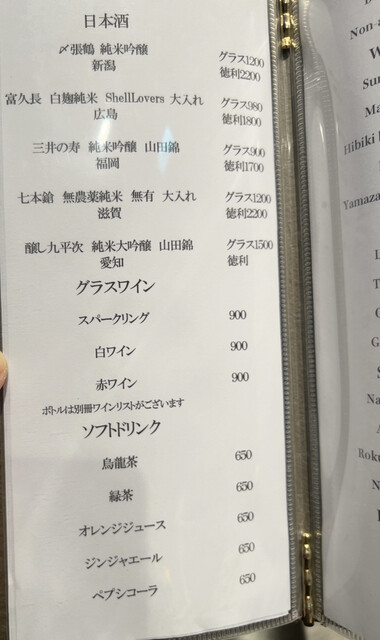 日本酒
〆張鶴 純米吟醸 グラス1200
新潟 徳利2200
富久長 白麹純米 ShellLovers 大入れ グラス980
広島 徳利1800
三井の寿 純米吟醸 山田錦 グラス900
福岡 徳利1700
七本鎗 無農薬純米 無有 大入れ グラス1200
滋賀 徳利2200
醸し九平次 純米大吟醸 山田錦 グラス1500
愛知 徳利
グラスワイン
スパークリング 900
白ワイン 900
赤ワイン 900
ボトルは別冊ワインリストがございます
ソフトドリンク
烏龍茶 650
緑茶 650
オレンジジュース 650
ジンジャエール 650
ペプシコーラ 650
Non-
Hibiki
Yamaza
Roku